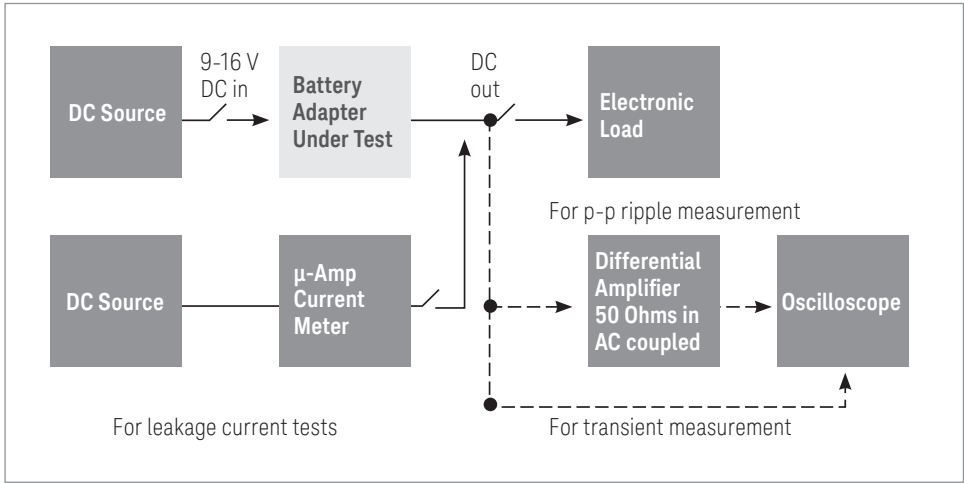 DC Source
9-16 V
DC in
Battery
Adapter
Under Test
DC
out
Electronic
Load
For p-p ripple measurement
DC Source
μ-Amp
Current
Meter
Differential
Amplifier
50 Ohms in
AC coupled
Oscilloscope
For leakage current tests
For transient measurement